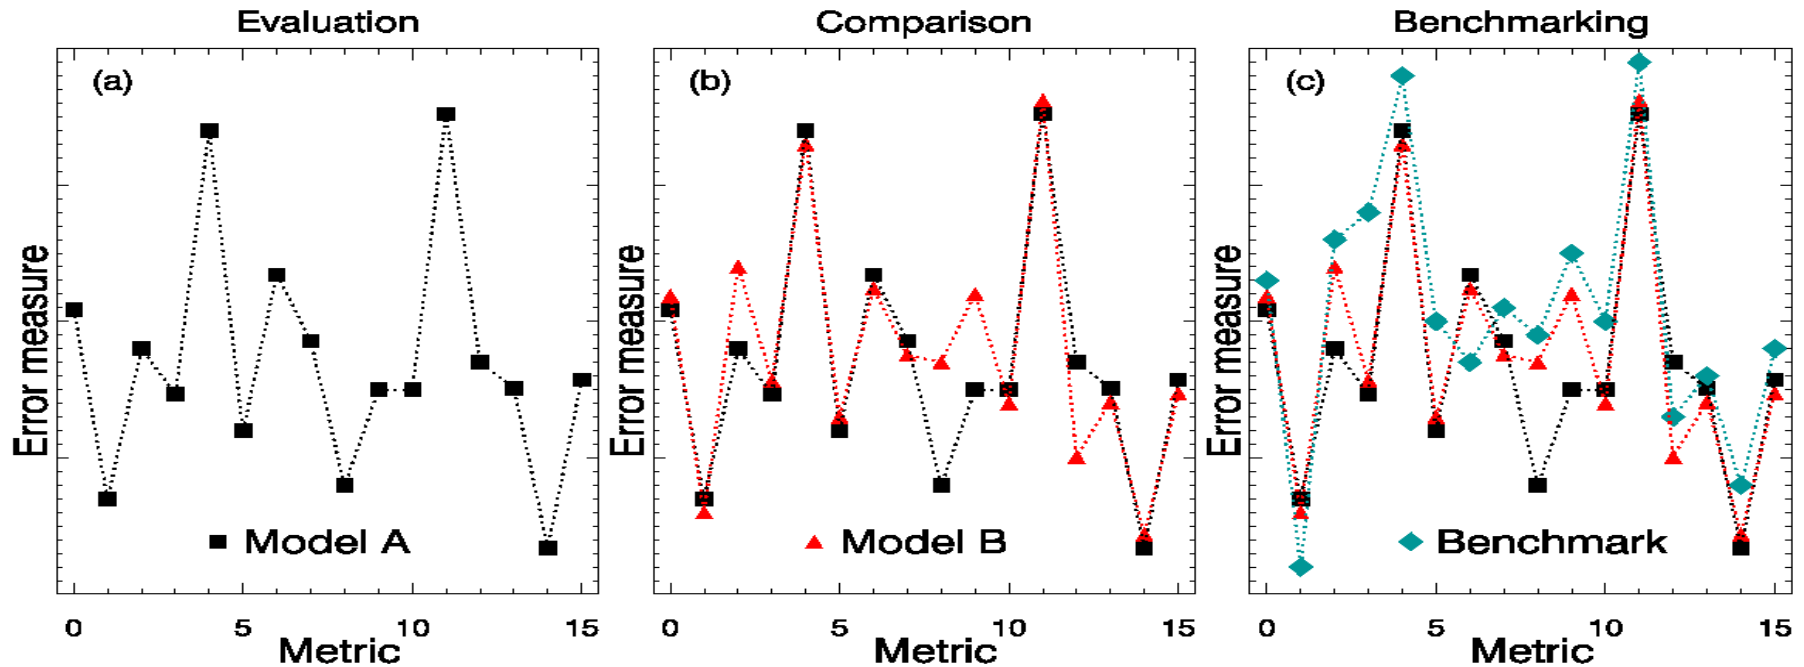 Evaluation
Comparison
Benchmarking
(a)
(b)
(c)
Error measure
Error measure
Error measure
Model A
Model B
Benchmark
0 5 10 15
0 5 10 15
0 5 10 15
Metric
Metric
Metric